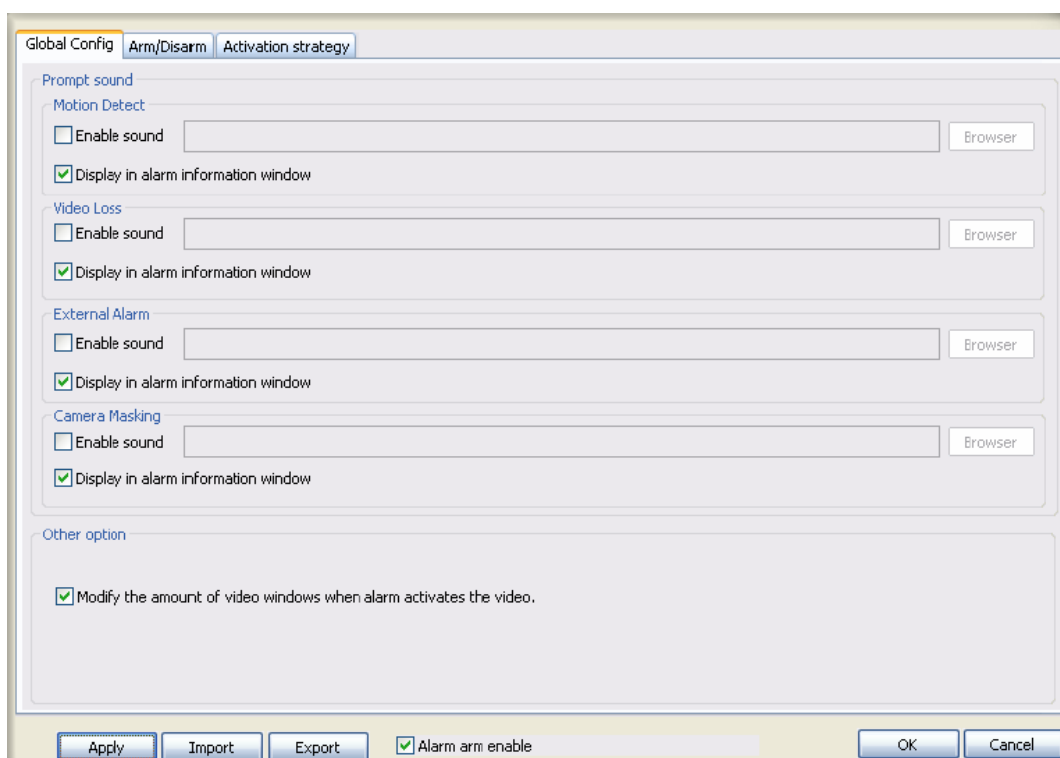 Global Config Arm/Disarm Activation strategy
Prompt sound
Motion Detect
Enable sound Browser
Display in alarm information window
Video Loss
Enable sound Browser
Display in alarm information window
External Alarm
Enable sound Browser
Display in alarm information window
Camera Masking
Enable sound Browser
Display in alarm information window
Other option
Modify the amount of video windows when alarm activates the video.
Apply Import Export Alarm arm enable OK Cancel